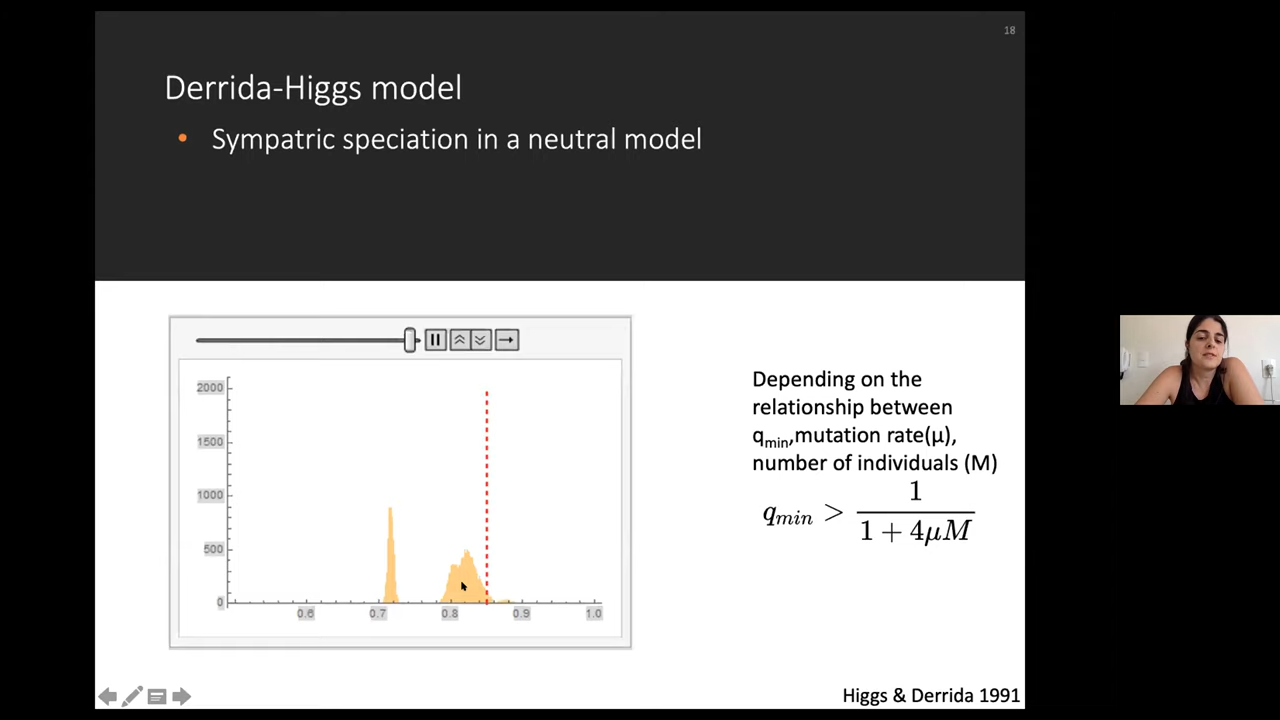 18
Derrida-Higgs model
• Sympatric speciation in a neutral model
2000
1500
1000
500
0
0.6 0.7 0.8 0.9 1.0
Depending on the
relationship between
qmin,mutation rate(μ),
number of individuals (M)
qmin > 1 / (1 + 4μM)
Higgs & Derrida 1991